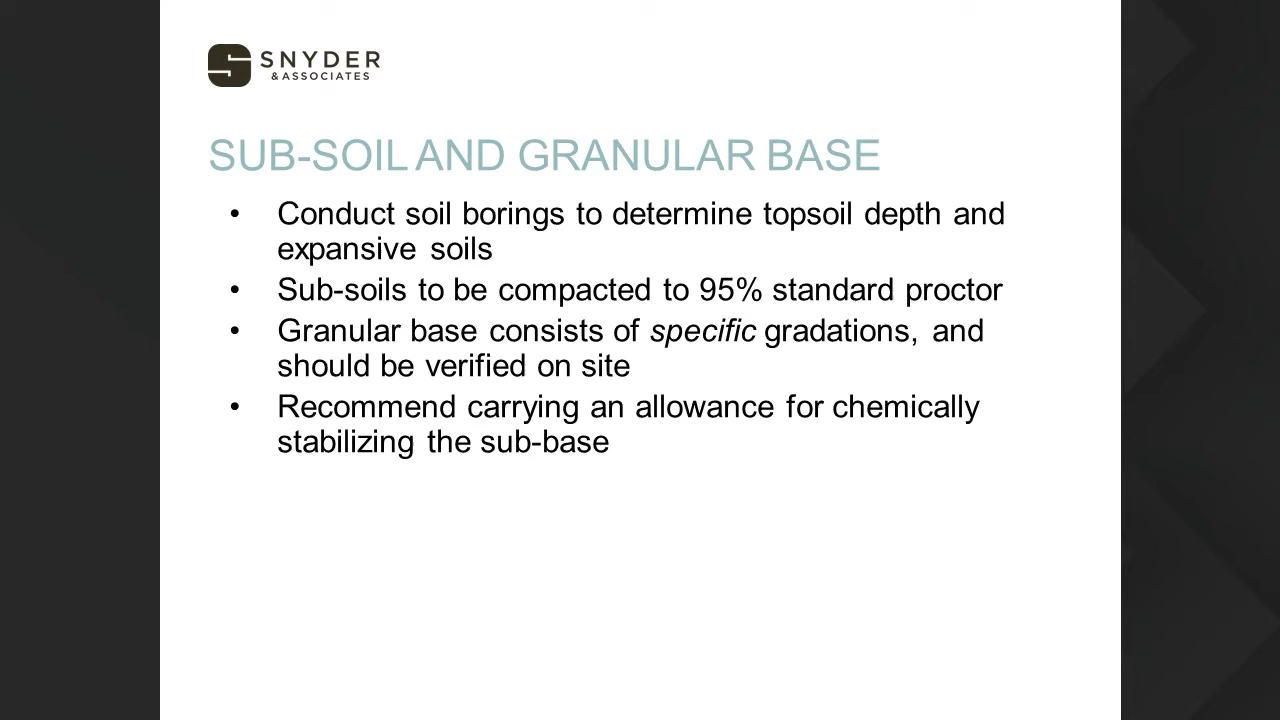 SNYDER
& ASSOCIATES
SUB-SOIL AND GRANULAR BASE
• Conduct soil borings to determine topsoil depth and
expansive soils
• Sub-soils to be compacted to 95% standard proctor
• Granular base consists of specific gradations, and
should be verified on site
• Recommend carrying an allowance for chemically
stabilizing the sub-base